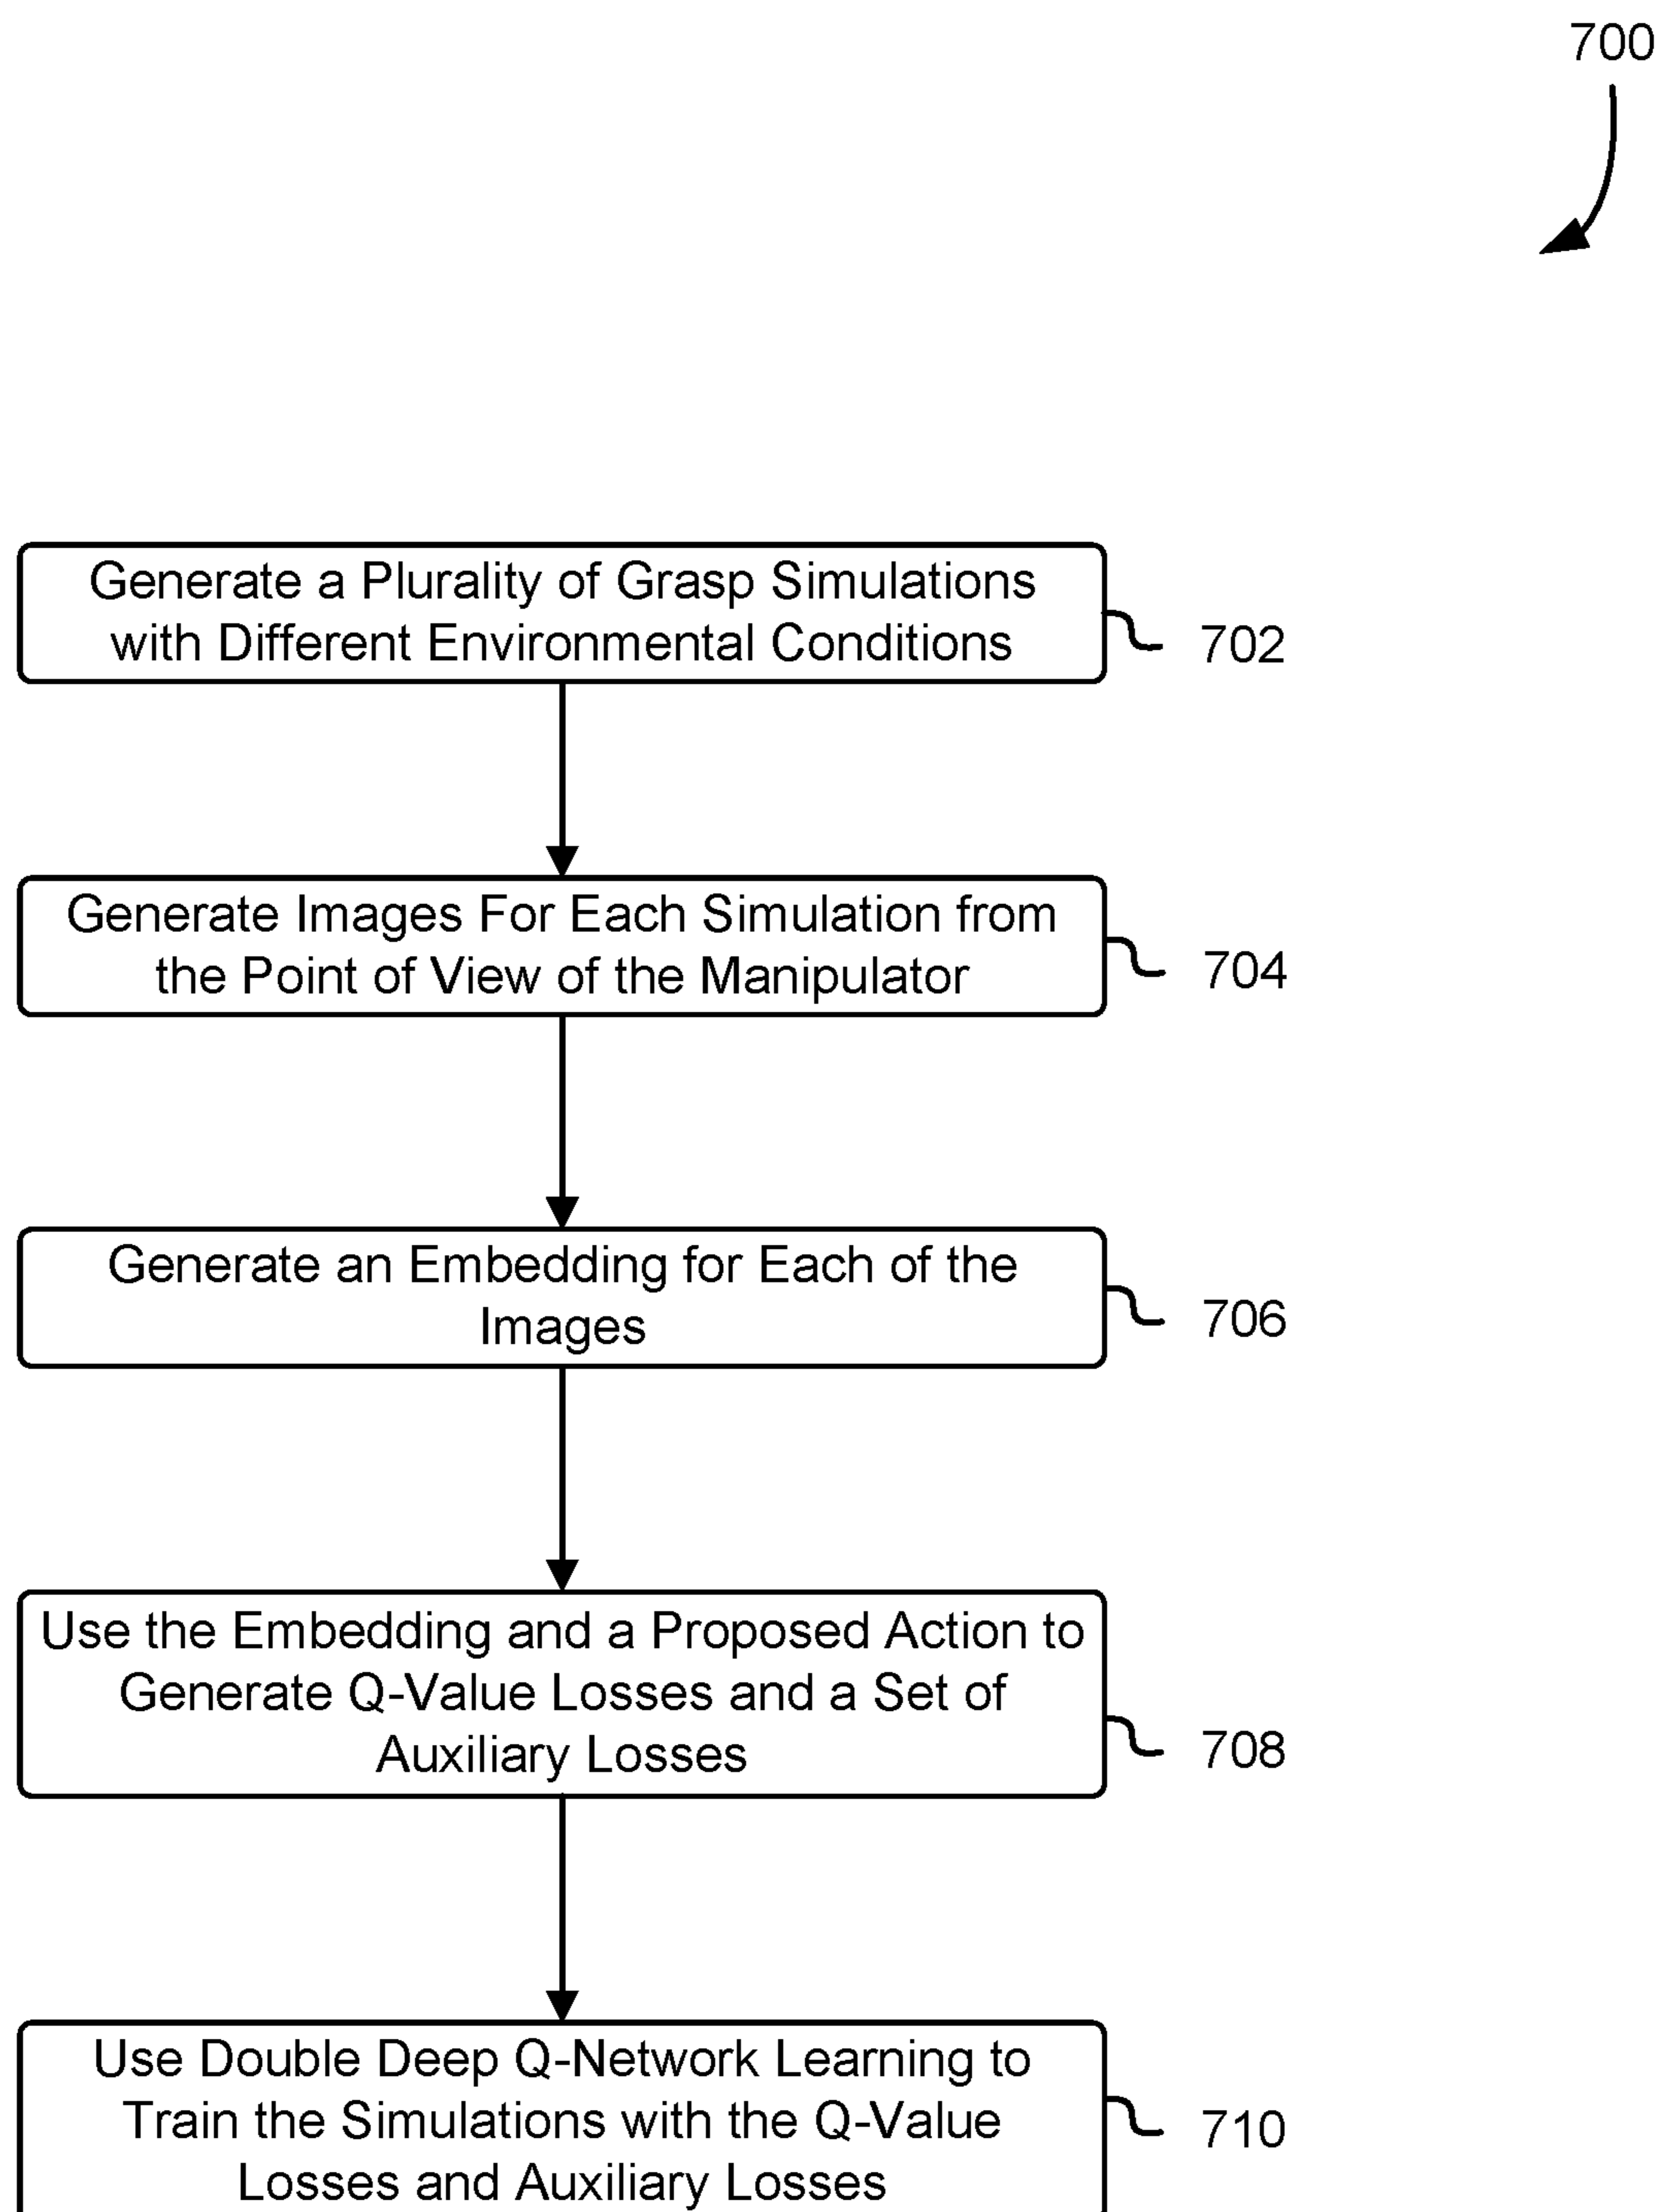 700
Generate a Plurality of Grasp Simulations
with Different Environmental Conditions
702
Generate Images For Each Simulation from
the Point of View of the Manipulator
704
Generate an Embedding for Each of the
Images
706
Use the Embedding and a Proposed Action to
Generate Q-Value Losses and a Set of
Auxiliary Losses
708
Use Double Deep Q-Network Learning to
Train the Simulations with the Q-Value
Losses and Auxiliary Losses
710